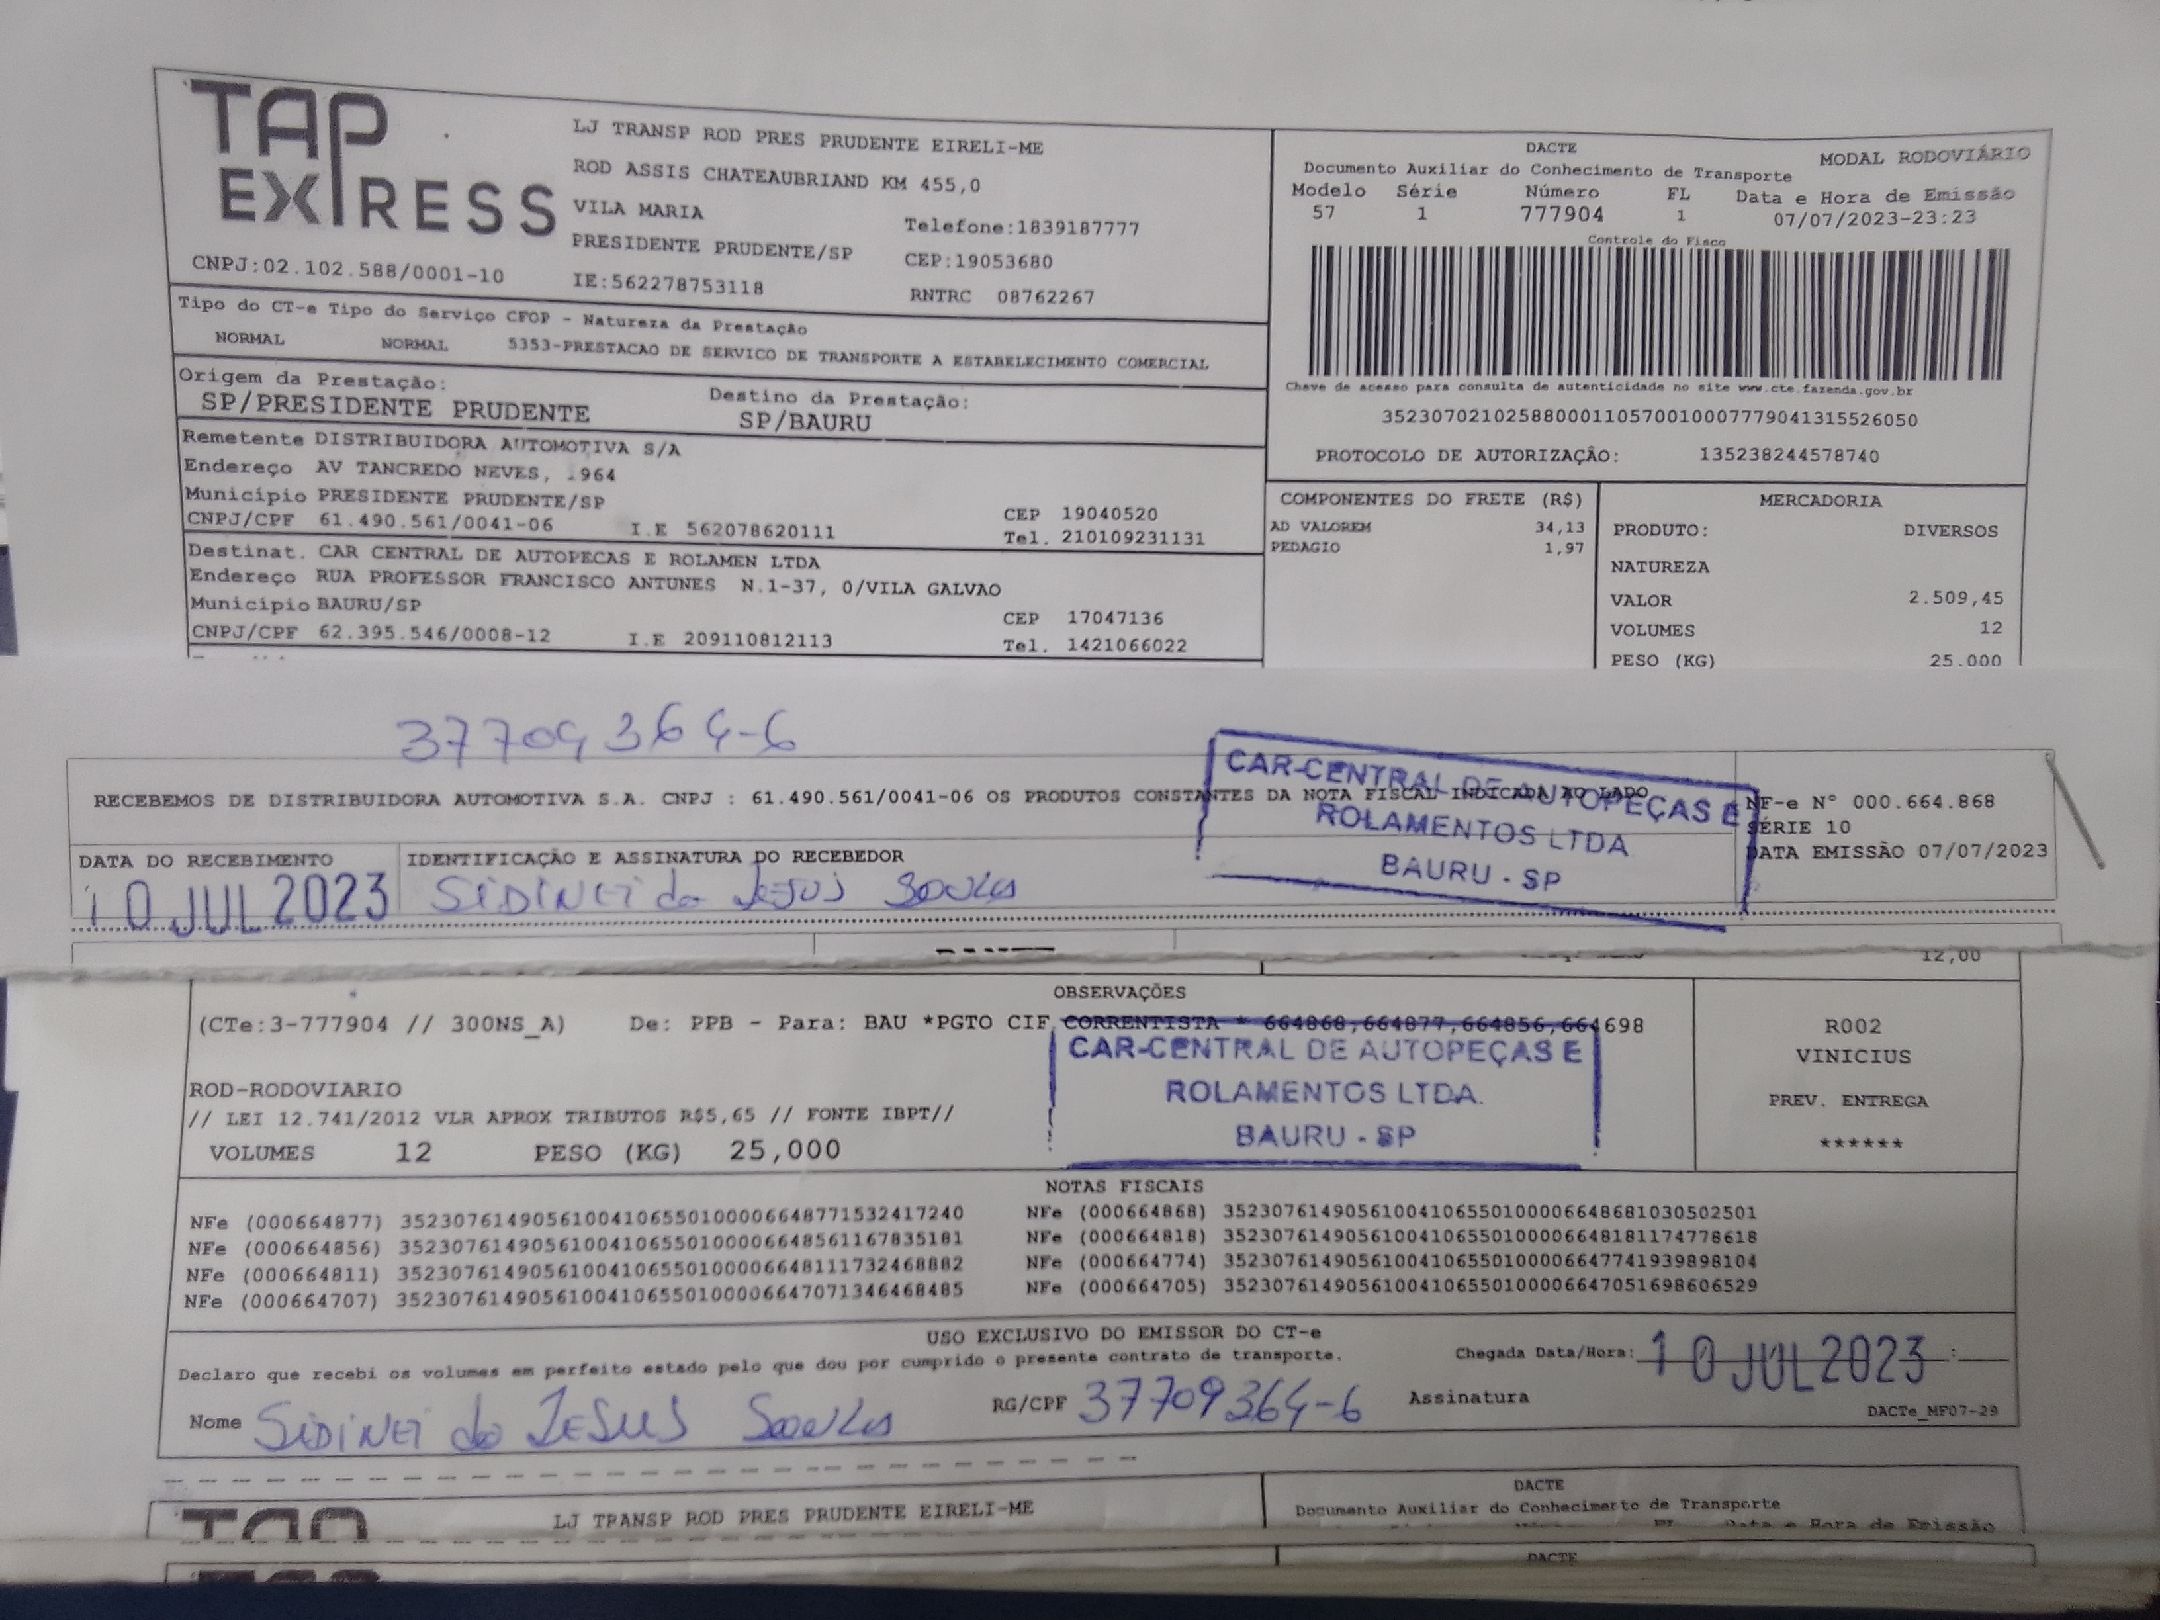 TAP
EXPRESS
LJ TRANSP ROD PRES PRUDENTE EIRELI-ME
ROD ASSIS CHATEAUBRIAND KM 455,0
VILA MARIA
Telefone:1839187777
PRESIDENTE PRUDENTE/SP
CEP:19053680
CNPJ:02.102.588/0001-10
IE:562278753118
RNTRC 08762267
DACTE
MODAL RODOVIÁRIO
Documento Auxiliar do Conhecimento de Transporte
Modelo Série Número FL Data e Hora de Emissão
57 1 777904 1 07/07/2023-23:23
Controle do Fisco
Chave de acesso para consulta de autenticidade no site www.cte.fazenda.gov.br
35230702102588000110570010007779041315526050
PROTOCOLO DE AUTORIZAÇÃO: 135238244578740
Tipo do CT-e Tipo do Serviço CFOP - Natureza da Prestação
NORMAL NORMAL 5353-PRESTACAO DE SERVICO DE TRANSPORTE A ESTABELECIMENTO COMERCIAL
Origem da Prestação: Destino da Prestação:
SP/PRESIDENTE PRUDENTE SP/BAURU
Remetente DISTRIBUIDORA AUTOMOTIVA S/A
Endereço AV TANCREDO NEVES, .964
Município PRESIDENTE PRUDENTE/SP CEP 19040520
CNPJ/CPF 61.490.561/0041-06 I.E 562078620111 Tel. 210109231131
Destinat. CAR CENTRAL DE AUTOPECAS E ROLAMEN LTDA
Endereço RUA PROFESSOR FRANCISCO ANTUNES N.1-37, 0/VILA GALVAO
Município BAURU/SP CEP 17047136
CNPJ/CPF 62.395.546/0008-12 I.E 209110812113 Tel. 1421066022
COMPONENTES DO FRETE (R$)
AD VALOREM 34,13
PEDAGIO 1,97
MERCADORIA
PRODUTO: DIVERSOS
NATUREZA
VALOR 2.509,45
VOLUMES 12
PESO (KG) 25.000
37709364-6
RECEBEMOS DE DISTRIBUIDORA AUTOMOTIVA S.A. CNPJ : 61.490.561/0041-06 OS PRODUTOS CONSTANTES DA NOTA FISCAL INDICADA AO LADO
CAR-CENTRAL DE AUTOPEÇAS E
ROLAMENTOS LTDA
BAURU - SP
NF-e Nº 000.664.868
SÉRIE 10
DATA EMISSÃO 07/07/2023
DATA DO RECEBIMENTO IDENTIFICAÇÃO E ASSINATURA DO RECEBEDOR
10 JUL 2023 SIDINEI de JESUS
12,00
OBSERVAÇÕES
(CTe:3-777904 // 300NS_A) De: PPB - Para: BAU *PGTO CIF CORRENTISTA * 664868,664877,664856,664698
CAR-CENTRAL DE AUTOPEÇAS E
ROLAMENTOS LTDA.
BAURU - SP
ROD-RODOVIARIO
// LEI 12.741/2012 VLR APROX TRIBUTOS R$5,65 // FONTE IBPT//
VOLUMES 12 PESO (KG) 25,000
R002
VINICIUS
PREV. ENTREGA
******
NOTAS FISCAIS
NFe (000664877) 35230761490561004106550100006648771532417240 NFe (000664868) 35230761490561004106550100006648681030502501
NFe (000664856) 35230761490561004106550100006648561167835181 NFe (000664818) 35230761490561004106550100006648181174778618
NFe (000664811) 35230761490561004106550100006648111732468882 NFe (000664774) 35230761490561004106550100006647741939898104
NFe (000664707) 35230761490561004106550100006647071346468485 NFe (000664705) 35230761490561004106550100006647051698606529
USO EXCLUSIVO DO EMISSOR DO CT-e
Declaro que recebi os volumes em perfeito estado pelo que dou por cumprido o presente contrato de transporte.
Chegada Data/Hora: 10 JUL 2023 :
Nome SIDINEI de JESUS RG/CPF 37709364-6 Assinatura
DACTe_MF07-29
LJ TRANSP ROD PRES PRUDENTE EIRELI-ME
DACTE
Documento Auxiliar do Conhecimento de Transporte
Data e Hora de Emissão
DACTE